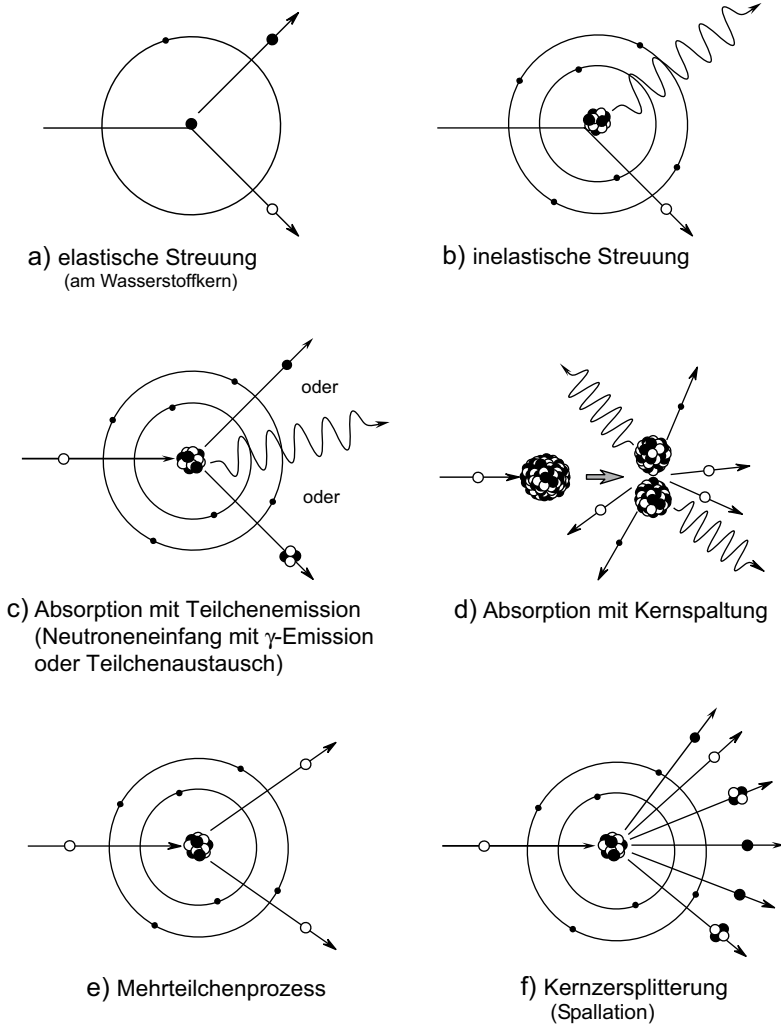 a) elastische Streuung
(am Wasserstoffkern)
b) inelastische Streuung
oder
oder
c) Absorption mit Teilchenemission
(Neutroneneinfang mit γ-Emission
oder Teilchenaustausch)
d) Absorption mit Kernspaltung
e) Mehrteilchenprozess
f) Kernzersplitterung
(Spallation)